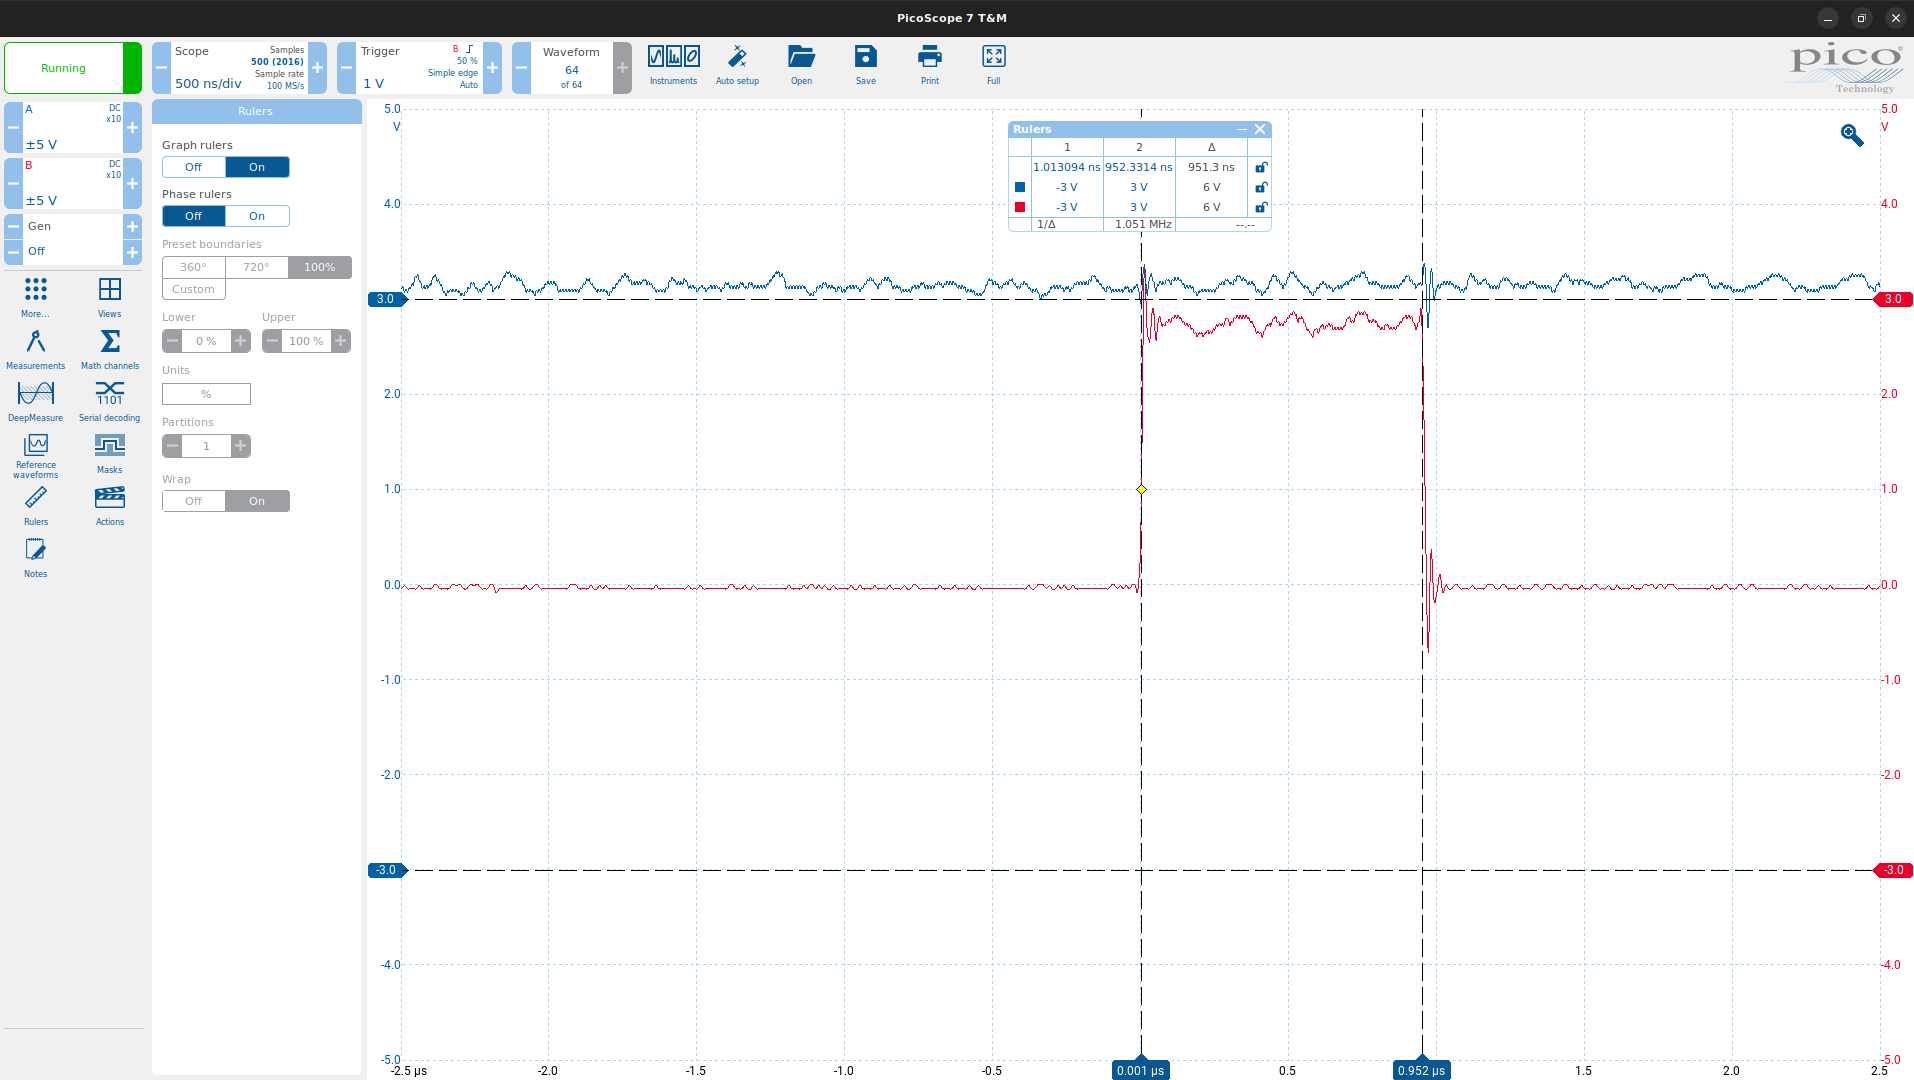 PicoScope 7 T&M
Running
Scope
500 ns/div
Samples
500 (2016)
Sample rate
100 MS/s
Trigger
1 V
B
50 %
Simple edge
Auto
Waveform
64
of 64
Instruments
Auto setup
Open
Save
Print
Full
pico
Technology
A
DC
x10
±5 V
B
DC
x10
±5 V
Gen
Off
More...
Views
Measurements
Math channels
DeepMeasure
1101
Serial decoding
Reference
waveforms
Masks
Rulers
Actions
Notes
Rulers
Graph rulers
Off On
Phase rulers
Off On
Preset boundaries
360° 720° 100%
Custom
Lower Upper
0 % 100 %
Units
%
Partitions
1
Wrap
Off On
Rulers
1 2 Δ
1.013094 ns 952.3314 ns 951.3 ns
-3 V 3 V 6 V
-3 V 3 V 6 V
1/Δ 1.051 MHz --.--
5.0 5.0
V V
4.0 4.0
3.0 3.0
2.0 2.0
1.0 1.0
0.0 0.0
-1.0 -1.0
-2.0 -2.0
-3.0 -3.0
-4.0 -4.0
-5.0 -5.0
-2.5 µs -2.0 -1.5 -1.0 -0.5 0.001 µs 0.5 0.952 µs 1.5 2.0 2.5